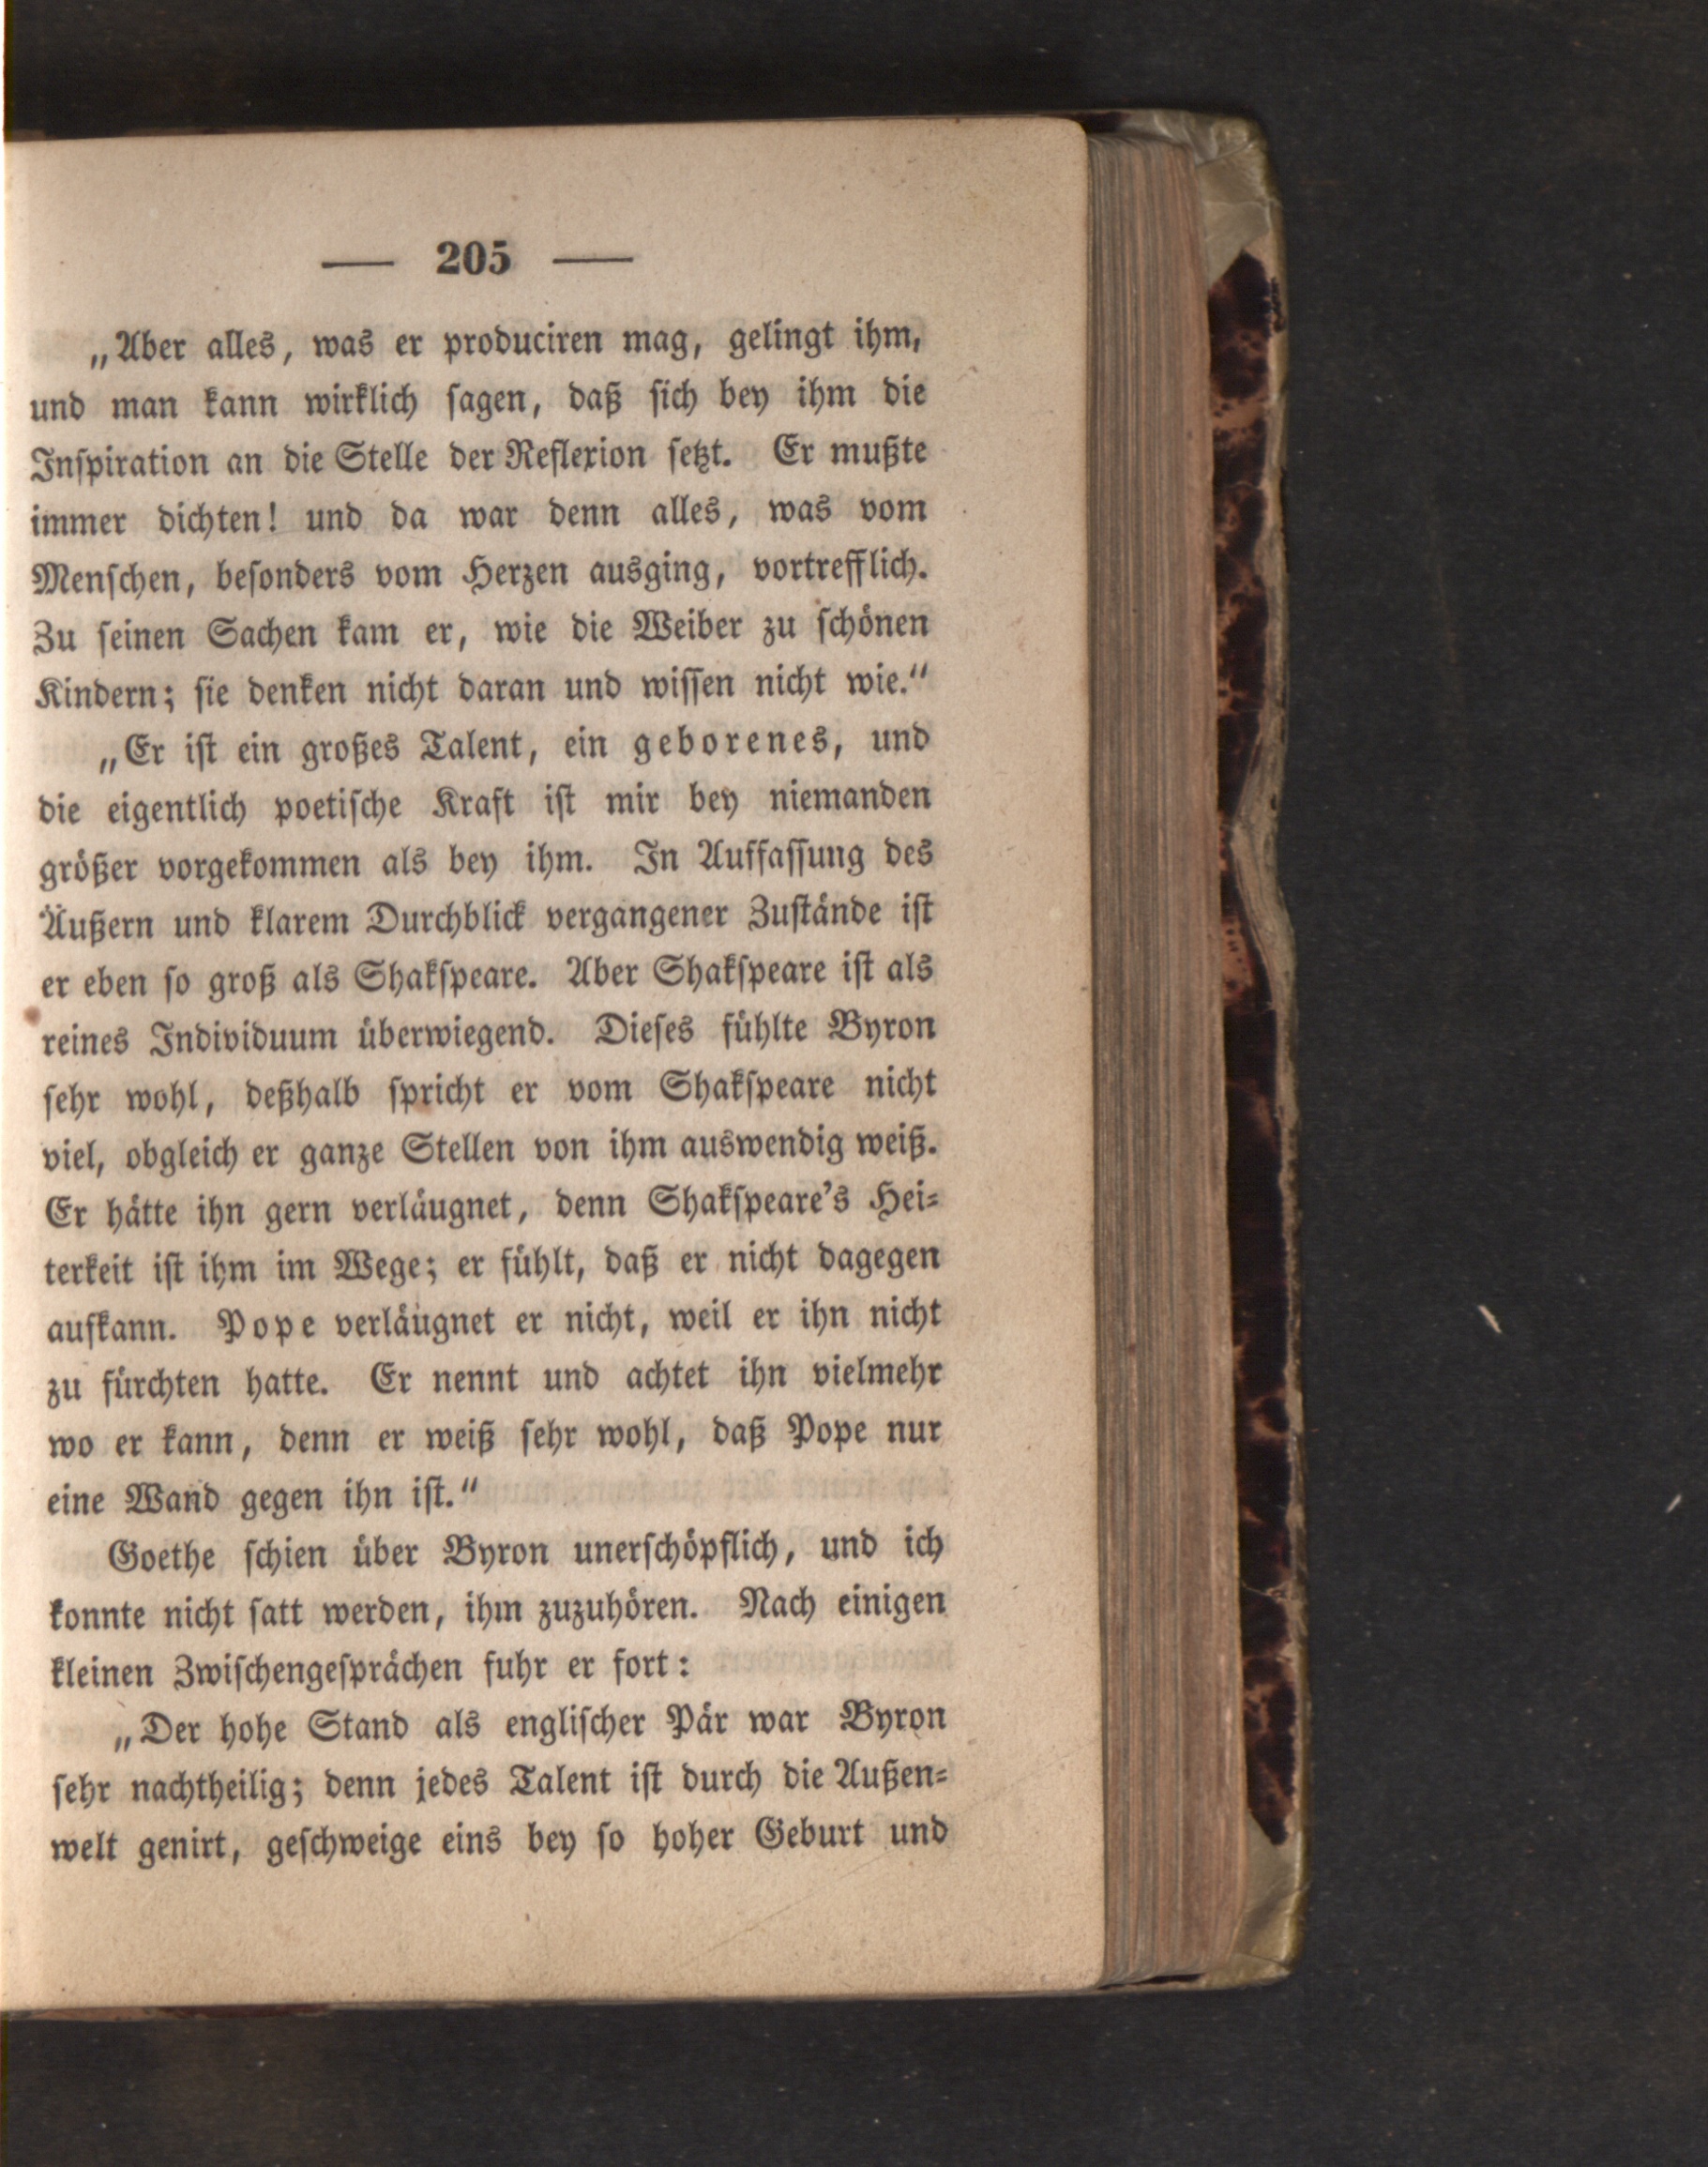 — 205 —
„Aber alles, was er produciren mag, gelingt ihm,
und man kann wirklich ſagen, daß ſich bey ihm die
Inſpiration an die Stelle der Reflexion ſetzt. Er mußte
immer dichten! und da war denn alles, was vom
Menſchen, beſonders vom Herzen ausging, vortrefflich.
Zu ſeinen Sachen kam er, wie die Weiber zu ſchönen
Kindern; ſie denken nicht daran und wiſſen nicht wie.“
„Er iſt ein großes Talent, ein geborenes, und
die eigentlich poetiſche Kraft iſt mir bey niemanden
größer vorgekommen als bey ihm. In Auffaſſung des
Äußern und klarem Durchblick vergangener Zuſtände iſt
er eben ſo groß als Shakſpeare. Aber Shakſpeare iſt als
reines Individuum überwiegend. Dieſes fühlte Byron
ſehr wohl, deßhalb ſpricht er vom Shakſpeare nicht
viel, obgleich er ganze Stellen von ihm auswendig weiß.
Er hätte ihn gern verläugnet, denn Shakſpeare's Hei-
terkeit iſt ihm im Wege; er fühlt, daß er nicht dagegen
aufkann. Pope verläugnet er nicht, weil er ihn nicht
zu fürchten hatte. Er nennt und achtet ihn vielmehr
wo er kann, denn er weiß ſehr wohl, daß Pope nur
eine Wand gegen ihn iſt.“
Goethe ſchien über Byron unerſchöpflich, und ich
konnte nicht ſatt werden, ihm zuzuhören. Nach einigen
kleinen Zwiſchengeſprächen fuhr er fort:
„Der hohe Stand als engliſcher Pär war Byron
ſehr nachtheilig; denn jedes Talent iſt durch die Außen-
welt genirt, geſchweige eins bey ſo hoher Geburt und